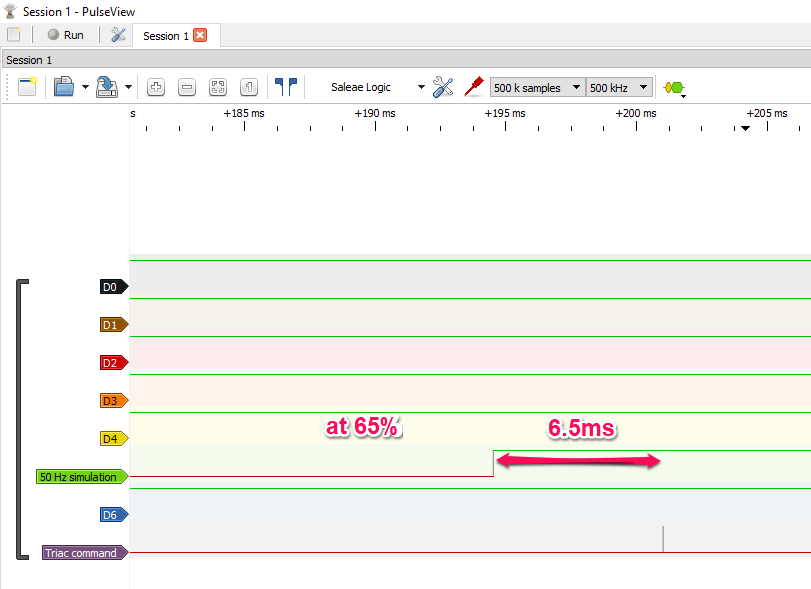 Session 1 - PulseView
Run
Session 1
Session 1
Saleae Logic
500 k samples
500 kHz
s
+185 ms
+190 ms
+195 ms
+200 ms
+205 ms
D0
D1
D2
D3
at 65%
6.5ms
D4
50 Hz simulation
D6
Triac command